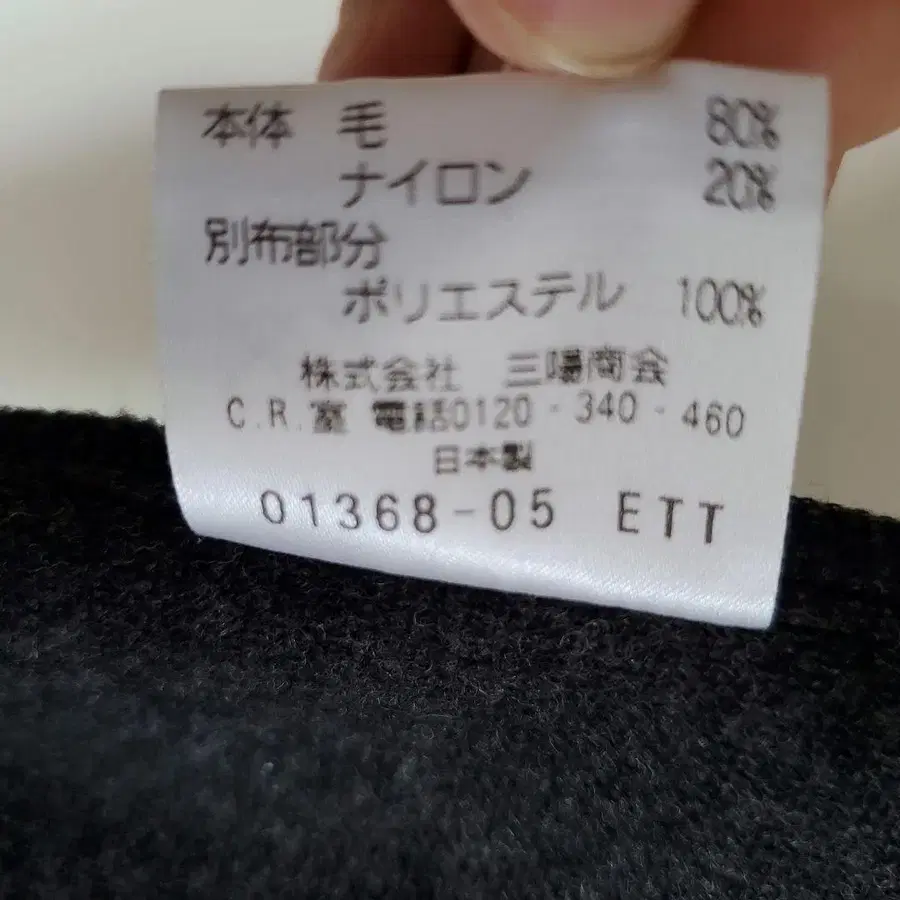 本体 毛 80%
ナイロン 20%
別布部分
ポリエステル 100%
株式会社 三陽商会
C.R.室 電話0120-340-460
日本製
01368-05 ETT